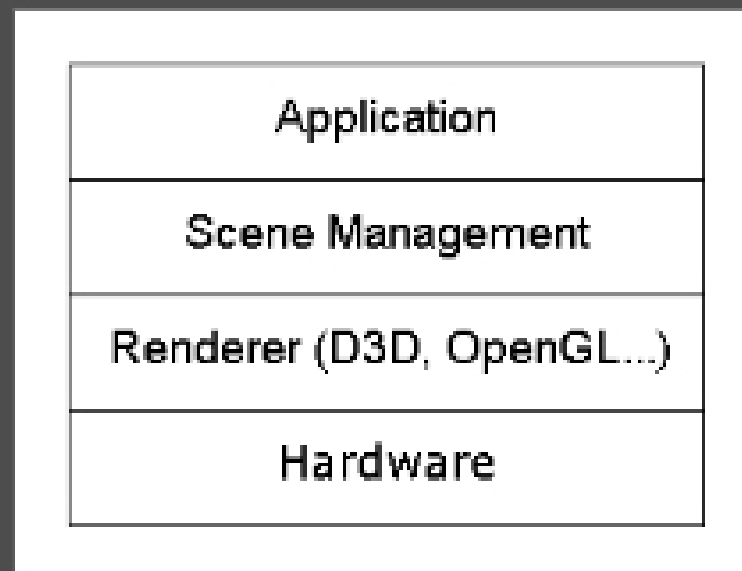 Application
Scene Management
Renderer (D3D, OpenGL...)
Hardware